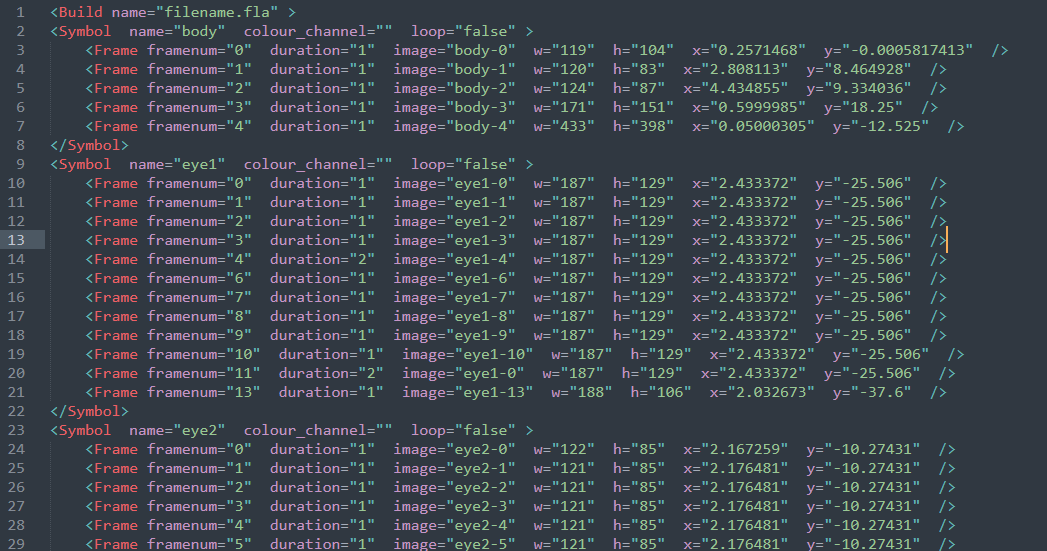 1 <Build name="filename.fla" >
2 <Symbol  name="body"  colour_channel=""  loop="false" >
3     <Frame framenum="0"  duration="1"  image="body-0"  w="119"  h="104"  x="0.2571468"  y="-0.0005817413"  />
4     <Frame framenum="1"  duration="1"  image="body-1"  w="120"  h="83"  x="2.808113"  y="8.464928"  />
5     <Frame framenum="2"  duration="1"  image="body-2"  w="124"  h="87"  x="4.434855"  y="9.334036"  />
6     <Frame framenum="3"  duration="1"  image="body-3"  w="171"  h="151"  x="0.5999985"  y="18.25"  />
7     <Frame framenum="4"  duration="1"  image="body-4"  w="433"  h="398"  x="0.05000305"  y="-12.525"  />
8 </Symbol>
9 <Symbol  name="eye1"  colour_channel=""  loop="false" >
10     <Frame framenum="0"  duration="1"  image="eye1-0"  w="187"  h="129"  x="2.433372"  y="-25.506"  />
11     <Frame framenum="1"  duration="1"  image="eye1-1"  w="187"  h="129"  x="2.433372"  y="-25.506"  />
12     <Frame framenum="2"  duration="1"  image="eye1-2"  w="187"  h="129"  x="2.433372"  y="-25.506"  />
13     <Frame framenum="3"  duration="1"  image="eye1-3"  w="187"  h="129"  x="2.433372"  y="-25.506"  />
14     <Frame framenum="4"  duration="2"  image="eye1-4"  w="187"  h="129"  x="2.433372"  y="-25.506"  />
15     <Frame framenum="6"  duration="1"  image="eye1-6"  w="187"  h="129"  x="2.433372"  y="-25.506"  />
16     <Frame framenum="7"  duration="1"  image="eye1-7"  w="187"  h="129"  x="2.433372"  y="-25.506"  />
17     <Frame framenum="8"  duration="1"  image="eye1-8"  w="187"  h="129"  x="2.433372"  y="-25.506"  />
18     <Frame framenum="9"  duration="1"  image="eye1-9"  w="187"  h="129"  x="2.433372"  y="-25.506"  />
19     <Frame framenum="10"  duration="1"  image="eye1-10"  w="187"  h="129"  x="2.433372"  y="-25.506"  />
20     <Frame framenum="11"  duration="2"  image="eye1-0"  w="187"  h="129"  x="2.433372"  y="-25.506"  />
21     <Frame framenum="13"  duration="1"  image="eye1-13"  w="188"  h="106"  x="2.032673"  y="-37.6"  />
22 </Symbol>
23 <Symbol  name="eye2"  colour_channel=""  loop="false" >
24     <Frame framenum="0"  duration="1"  image="eye2-0"  w="122"  h="85"  x="2.167259"  y="-10.27431"  />
25     <Frame framenum="1"  duration="1"  image="eye2-1"  w="121"  h="85"  x="2.176481"  y="-10.27431"  />
26     <Frame framenum="2"  duration="1"  image="eye2-2"  w="121"  h="85"  x="2.176481"  y="-10.27431"  />
27     <Frame framenum="3"  duration="1"  image="eye2-3"  w="121"  h="85"  x="2.176481"  y="-10.27431"  />
28     <Frame framenum="4"  duration="1"  image="eye2-4"  w="121"  h="85"  x="2.176481"  y="-10.27431"  />
29     <Frame framenum="5"  duration="1"  image="eye2-5"  w="121"  h="85"  x="2.176481"  y="-10.27431"  />